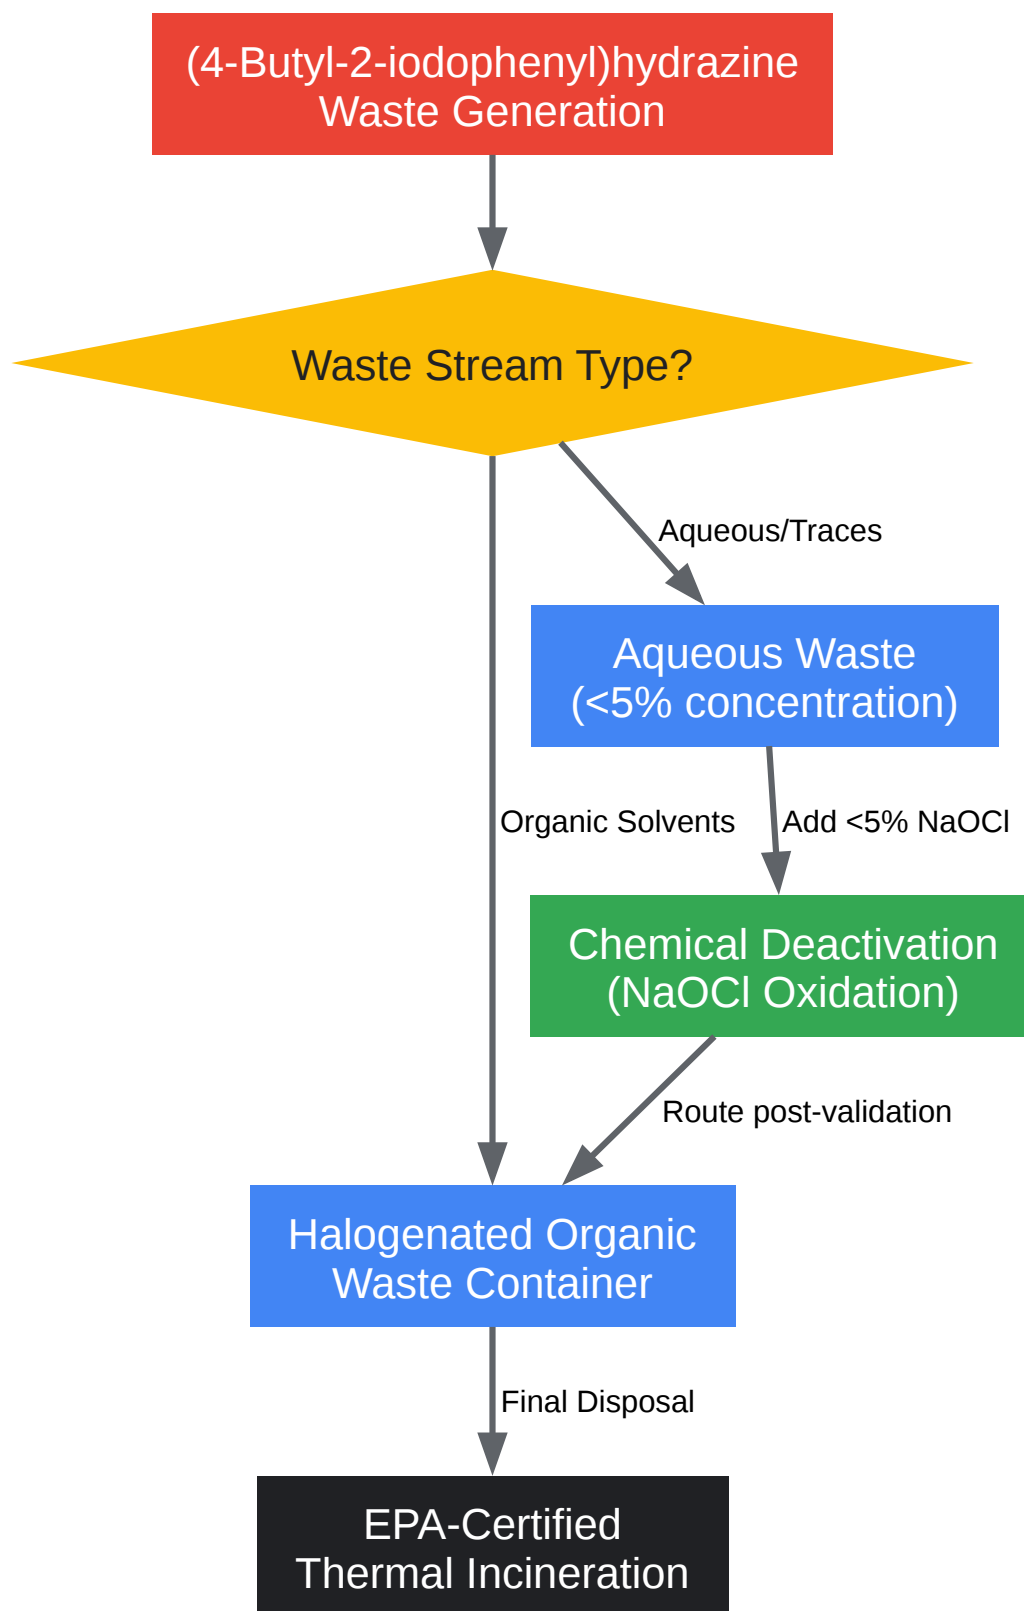 (4-Butyl-2-iodophenyl)hydrazine
Waste Generation
Waste Stream Type?
Aqueous/Traces
Aqueous Waste
(<5% concentration)
Organic Solvents
Add <5% NaOCl
Chemical Deactivation
(NaOCl Oxidation)
Route post-validation
Halogenated Organic
Waste Container
Final Disposal
EPA-Certified
Thermal Incineration